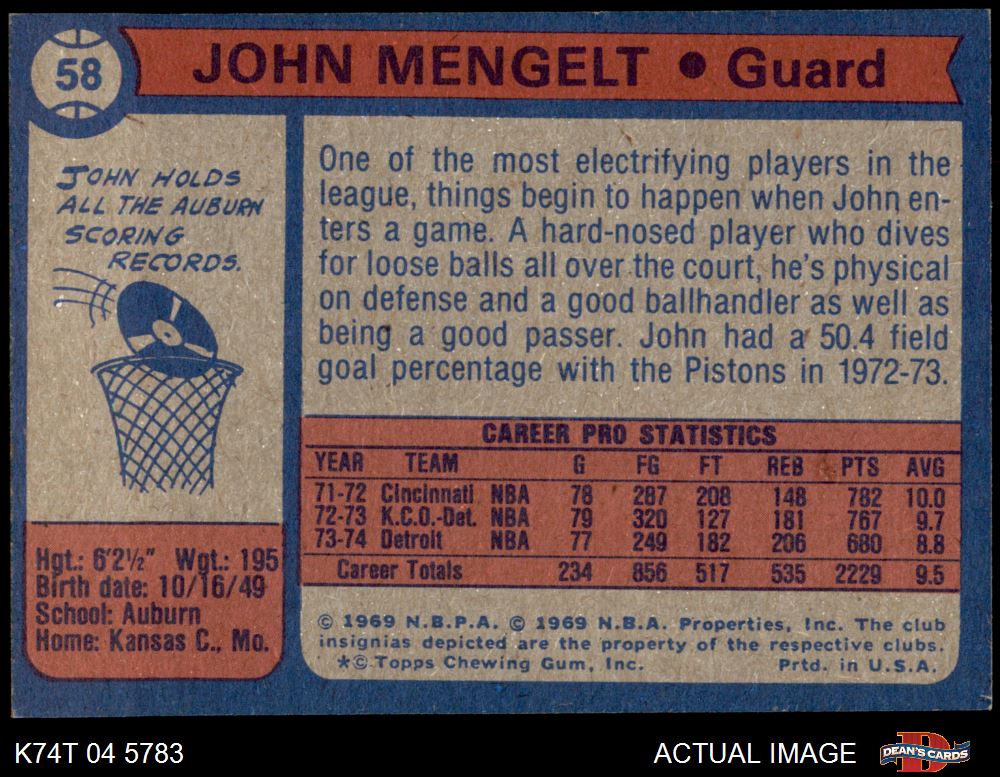 58
JOHN MENGELT • Guard
JOHN HOLDS
ALL THE AUBURN
SCORING
RECORDS.
Hgt.: 6'2½" Wgt.: 195
Birth date: 10/16/49
School: Auburn
Home: Kansas C., Mo.
One of the most electrifying players in the
league, things begin to happen when John en-
ters a game. A hard-nosed player who dives
for loose balls all over the court, he's physical
on defense and a good ballhandler as well as
being a good passer. John had a 50.4 field
goal percentage with the Pistons in 1972-73.
CAREER PRO STATISTICS
YEAR TEAM G FG FT REB PTS AVG
71-72 Cincinnati NBA 78 287 208 148 782 10.0
72-73 K.C.O.-Det. NBA 79 320 127 181 767 9.7
73-74 Detroit NBA 77 249 182 206 680 8.8
Career Totals 234 856 517 535 2229 9.5
© 1969 N.B.P.A. © 1969 N.B.A. Properties, Inc. The club
insignias depicted are the property of the respective clubs.
*© Topps Chewing Gum, Inc. Prtd. in U.S.A.
K74T 04 5783 ACTUAL IMAGE D DEAN'S CARDS